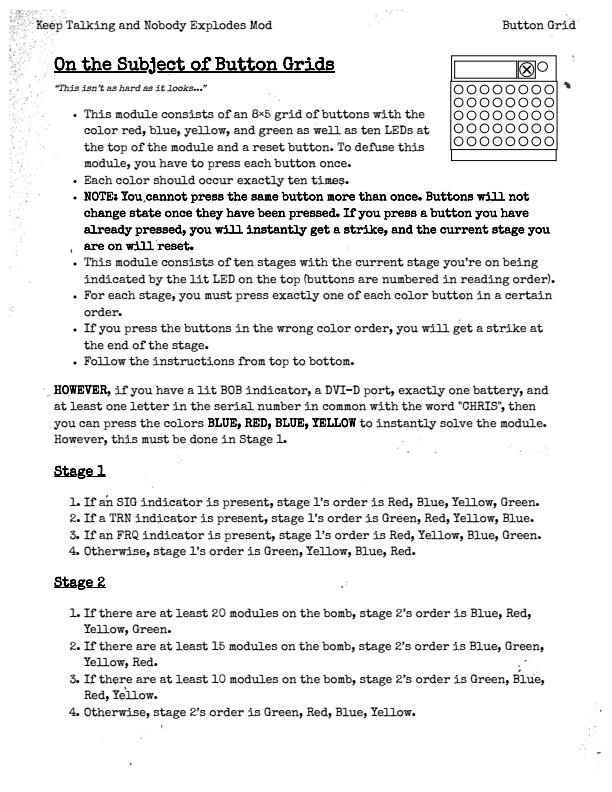 Keep Talking and Nobody Explodes Mod
Button Grid
On the Subject of Button Grids
"This isn't as hard as it looks..."
• This module consists of an 8×5 grid of buttons with the
color red, blue, yellow, and green as well as ten LEDs at
the top of the module and a reset button. To defuse this
module, you have to press each button once.
• Each color should occur exactly ten times.
• NOTE: You cannot press the same button more than once. Buttons will not
change state once they have been pressed. If you press a button you have
already pressed, you will instantly get a strike, and the current stage you
are on will reset.
• This module consists of ten stages with the current stage you're on being
indicated by the lit LED on the top (buttons are numbered in reading order).
• For each stage, you must press exactly one of each color button in a certain
order.
• If you press the buttons in the wrong color order, you will get a strike at
the end of the stage.
• Follow the instructions from top to bottom.
HOWEVER, if you have a lit BOB indicator, a DVI-D port, exactly one battery, and
at least one letter in the serial number in common with the word "CHRIS", then
you can press the colors BLUE, RED, BLUE, YELLOW to instantly solve the module.
However, this must be done in Stage 1.
Stage 1
1. If an SIG indicator is present, stage 1's order is Red, Blue, Yellow, Green.
2. If a TRN indicator is present, stage 1's order is Green, Red, Yellow, Blue.
3. If an FRQ indicator is present, stage 1's order is Red, Yellow, Blue, Green.
4. Otherwise, stage 1's order is Green, Yellow, Blue, Red.
Stage 2
1. If there are at least 20 modules on the bomb, stage 2's order is Blue, Red,
Yellow, Green.
2. If there are at least 15 modules on the bomb, stage 2's order is Blue, Green,
Yellow, Red.
3. If there are at least 10 modules on the bomb, stage 2's order is Green, Blue,
Red, Yellow.
4. Otherwise, stage 2's order is Green, Red, Blue, Yellow.